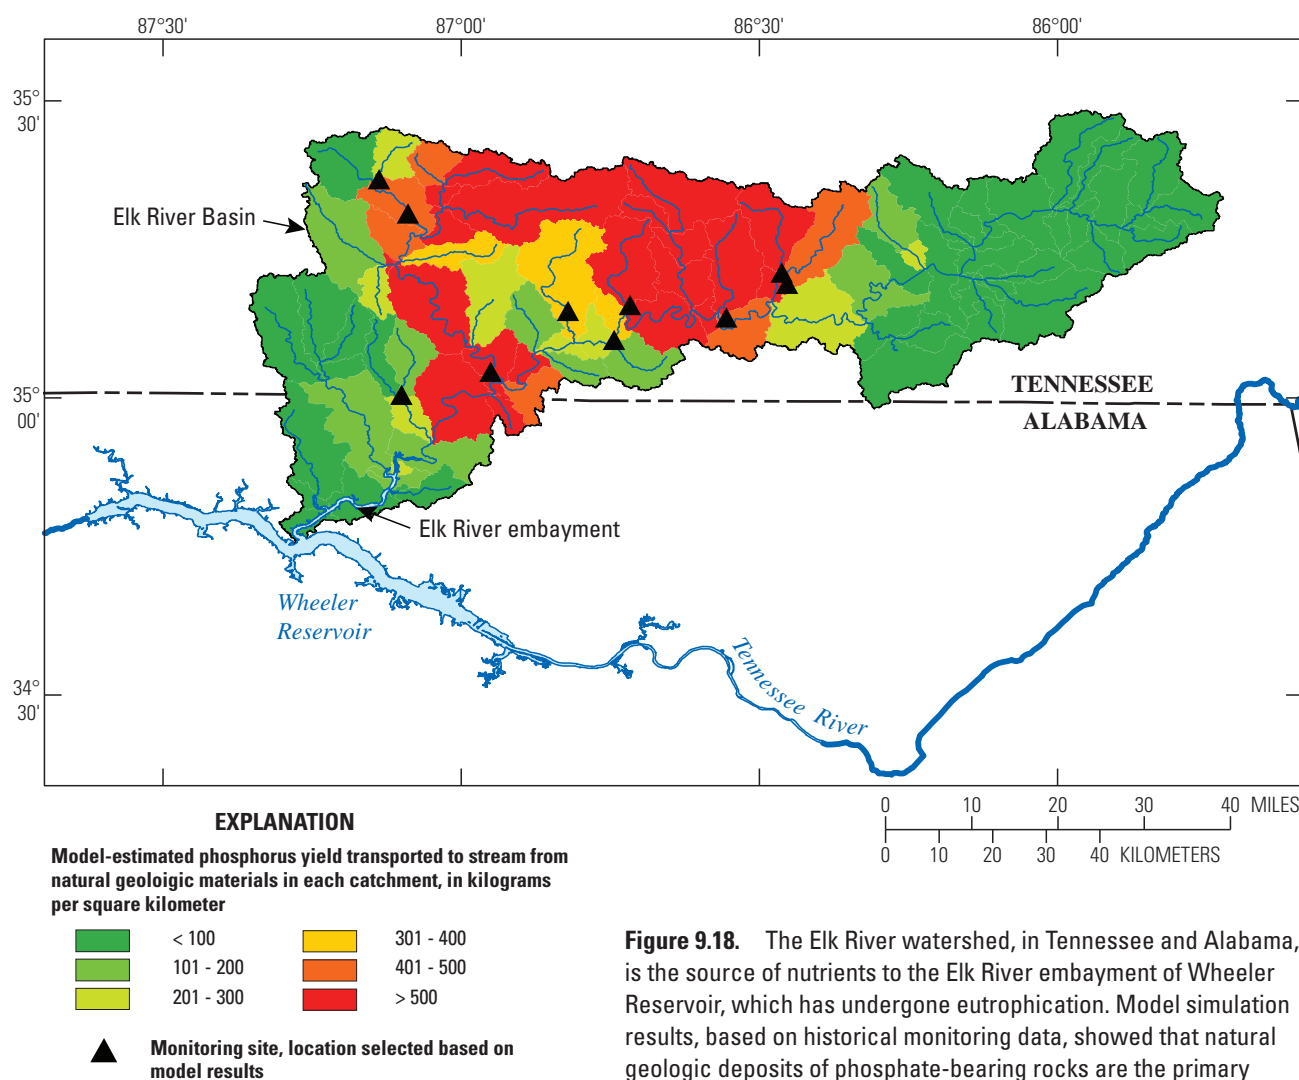 87°30'
87°00'
86°30'
86°00'
35°
30'
Elk River Basin
35°
00'
TENNESSEE
ALABAMA
Elk River embayment
Wheeler
Reservoir
Tennessee River
34°
30'
0 10 20 30 40 MILES
0 10 20 30 40 KILOMETERS
EXPLANATION
Model-estimated phosphorus yield transported to stream from
natural geoloigic materials in each catchment, in kilograms
per square kilometer
< 100
101 - 200
201 - 300
301 - 400
401 - 500
> 500
Monitoring site, location selected based on
model results
Figure 9.18. The Elk River watershed, in Tennessee and Alabama,
is the source of nutrients to the Elk River embayment of Wheeler
Reservoir, which has undergone eutrophication. Model simulation
results, based on historical monitoring data, showed that natural
geologic deposits of phosphate-bearing rocks are the primary